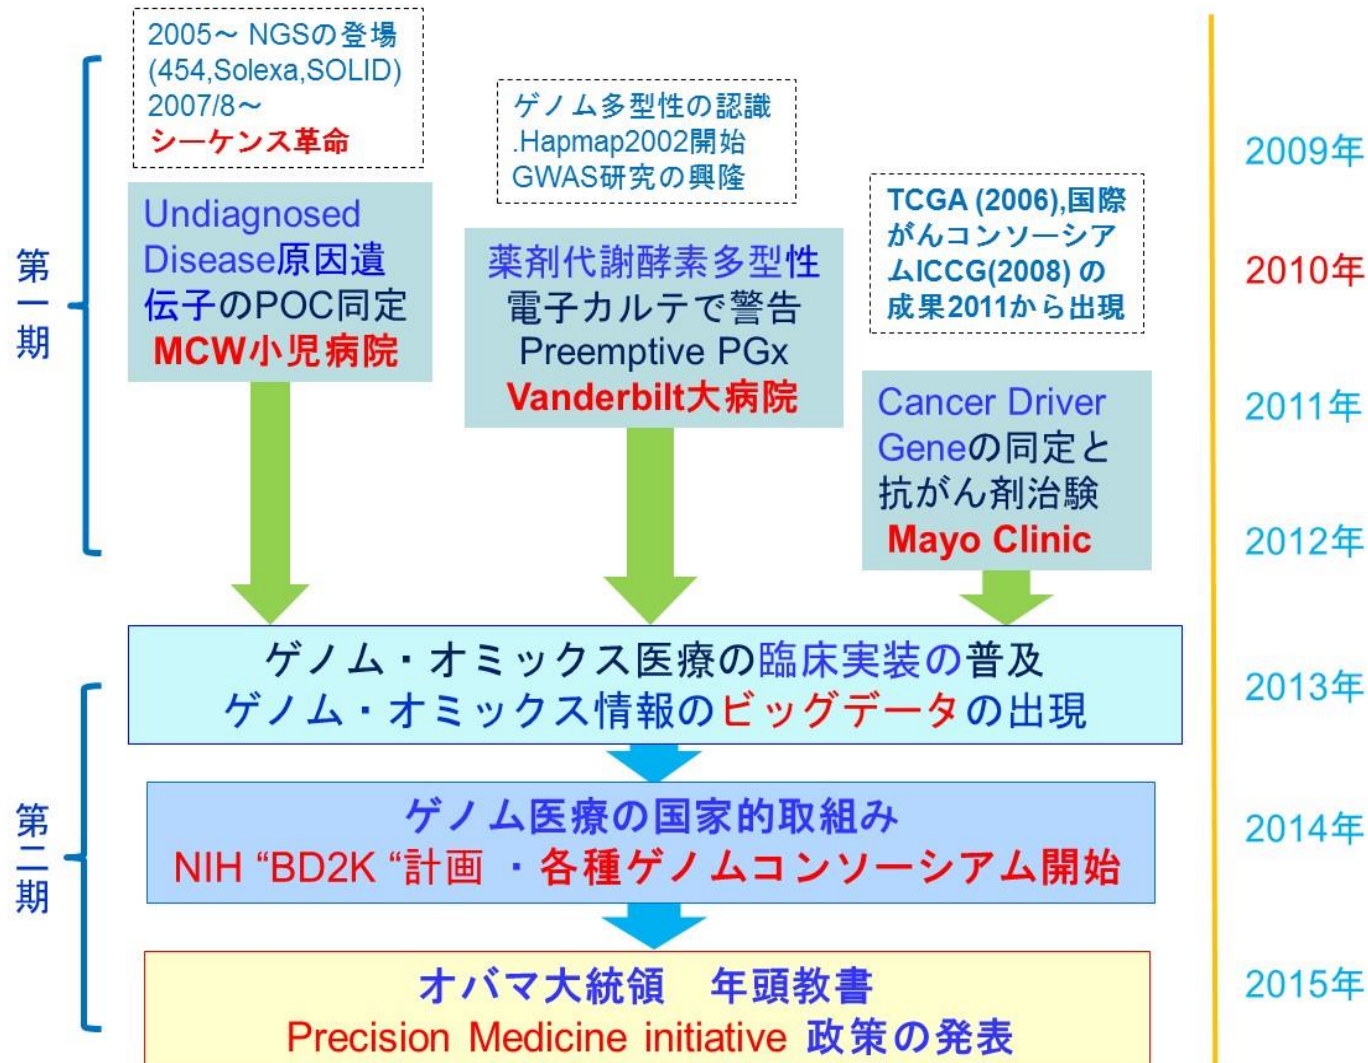 2005～ NGSの登場
(454,Solexa,SOLID)
2007/8～
シーケンス革命
ゲノム多型性の認識
.Hapmap2002開始
GWAS研究の興隆
TCGA (2006),国際
がんコンソーシア
ムICCG(2008) の
成果2011から出現
第一期
Undiagnosed
Disease原因遺
伝子のPOC同定
MCW小児病院
薬剤代謝酵素多型性
電子カルテで警告
Preemptive PGx
Vanderbilt大病院
Cancer Driver
Geneの同定と
抗がん剤治験
Mayo Clinic
ゲノム・オミックス医療の臨床実装の普及
ゲノム・オミックス情報のビッグデータの出現
第二期
ゲノム医療の国家的取組み
NIH “BD2K “計画 ・各種ゲノムコンソーシアム開始
オバマ大統領 年頭教書
Precision Medicine initiative 政策の発表
2009年
2010年
2011年
2012年
2013年
2014年
2015年